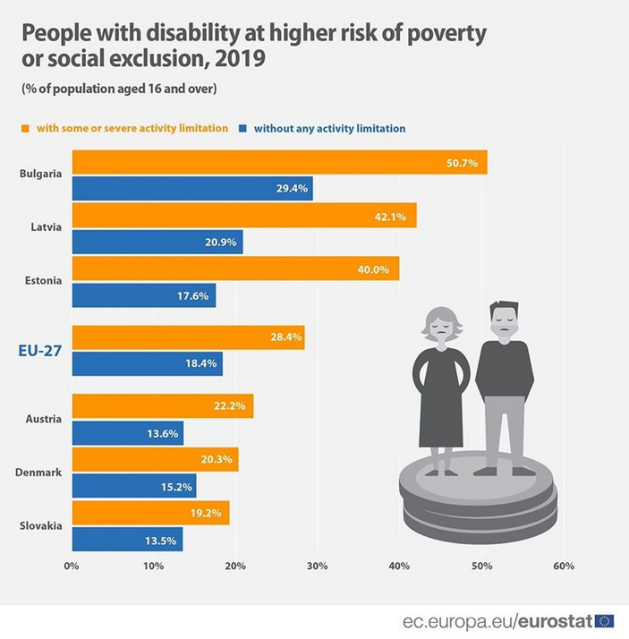 People with disability at higher risk of poverty
or social exclusion, 2019
(% of population aged 16 and over)
with some or severe activity limitation without any activity limitation
Bulgaria
50.7%
29.4%
Latvia
42.1%
20.9%
Estonia
40.0%
17.6%
EU-27
28.4%
18.4%
Austria
22.2%
13.6%
Denmark
20.3%
15.2%
Slovakia
19.2%
13.5%
0% 10% 20% 30% 40% 50% 60%
ec.europa.eu/eurostat